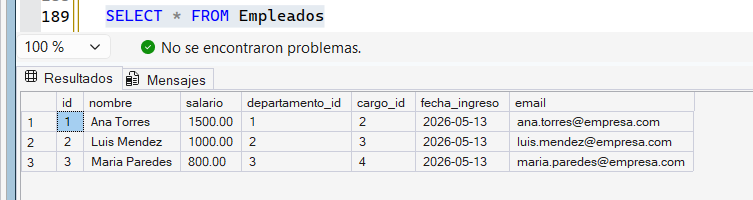 189 SELECT * FROM Empleados
100 % No se encontraron problemas.
Resultados Mensajes
id nombre salario departamento_id cargo_id fecha_ingreso email
1 1 Ana Torres 1500.00 1 2 2026-05-13 ana.torres@empresa.com
2 2 Luis Mendez 1000.00 2 3 2026-05-13 luis.mendez@empresa.com
3 3 Maria Paredes 800.00 3 4 2026-05-13 maria.paredes@empresa.com